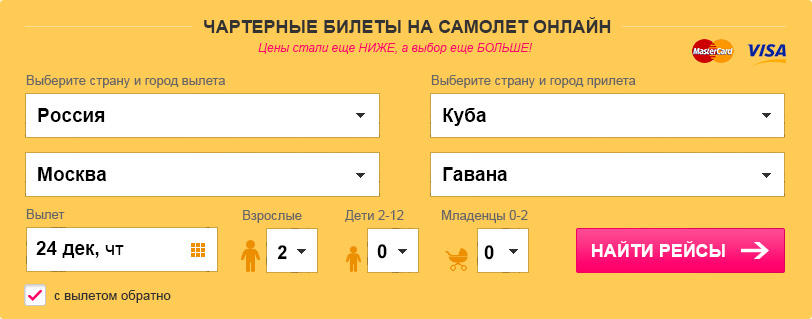 ЧАРТЕРНЫЕ БИЛЕТЫ НА САМОЛЕТ ОНЛАЙН
Цены стали еще НИЖЕ, а выбор еще БОЛЬШЕ!
MasterCard VISA
Выберите страну и город вылета
Выберите страну и город прилета
Россия
Куба
Москва
Гавана
Вылет
Взрослые
Дети 2-12
Младенцы 0-2
24 дек, чт
2
0
0
НАЙТИ РЕЙСЫ
с вылетом обратно